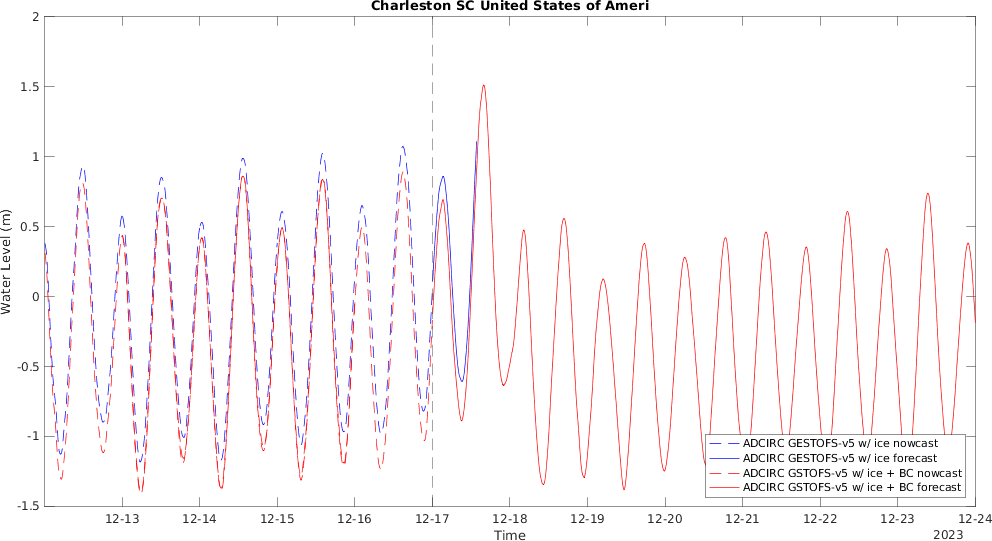 Charleston SC United States of Ameri
2
1.5
1
0.5
0
-0.5
-1
-1.5
Water Level (m)
ADCIRC GESTOFS-v5 w/ ice nowcast
ADCIRC GESTOFS-v5 w/ ice forecast
ADCIRC GSTOFS-v5 w/ ice + BC nowcast
ADCIRC GSTOFS-v5 w/ ice + BC forecast
12-13 12-14 12-15 12-16 12-17 12-18 12-19 12-20 12-21 12-22 12-23 12-24
Time
2023